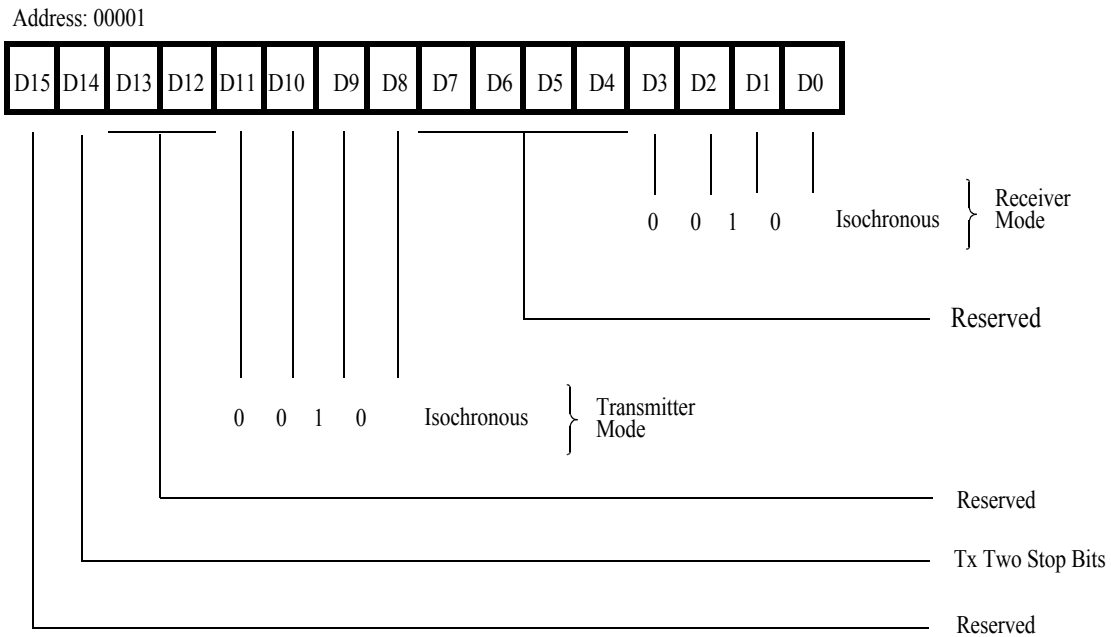 Address: 00001
D15 D14 D13 D12 D11 D10 D9 D8 D7 D6 D5 D4 D3 D2 D1 D0
0 0 1 0 Isochronous Receiver
Mode
Reserved
0 0 1 0 Isochronous Transmitter
Mode
Reserved
Tx Two Stop Bits
Reserved